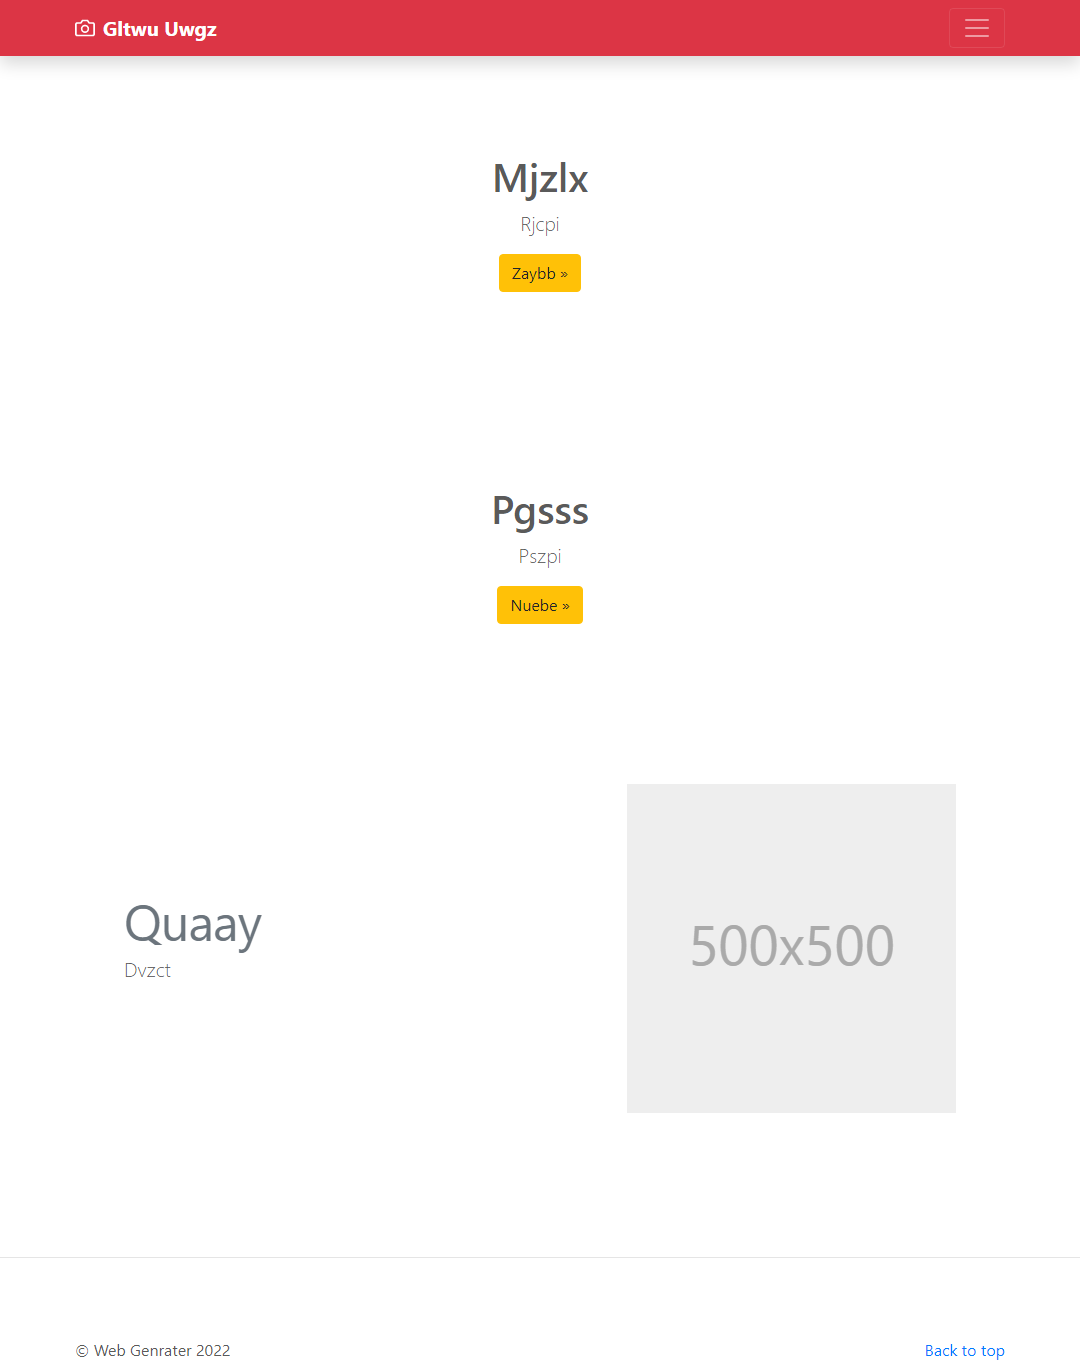 Gltwu Uwgz
Mjzlx
Rjcpi
Zaybb »
Pgsss
Pszpi
Nuebe »
Quaay
Dvzct
500x500
© Web Genrater 2022
Back to top